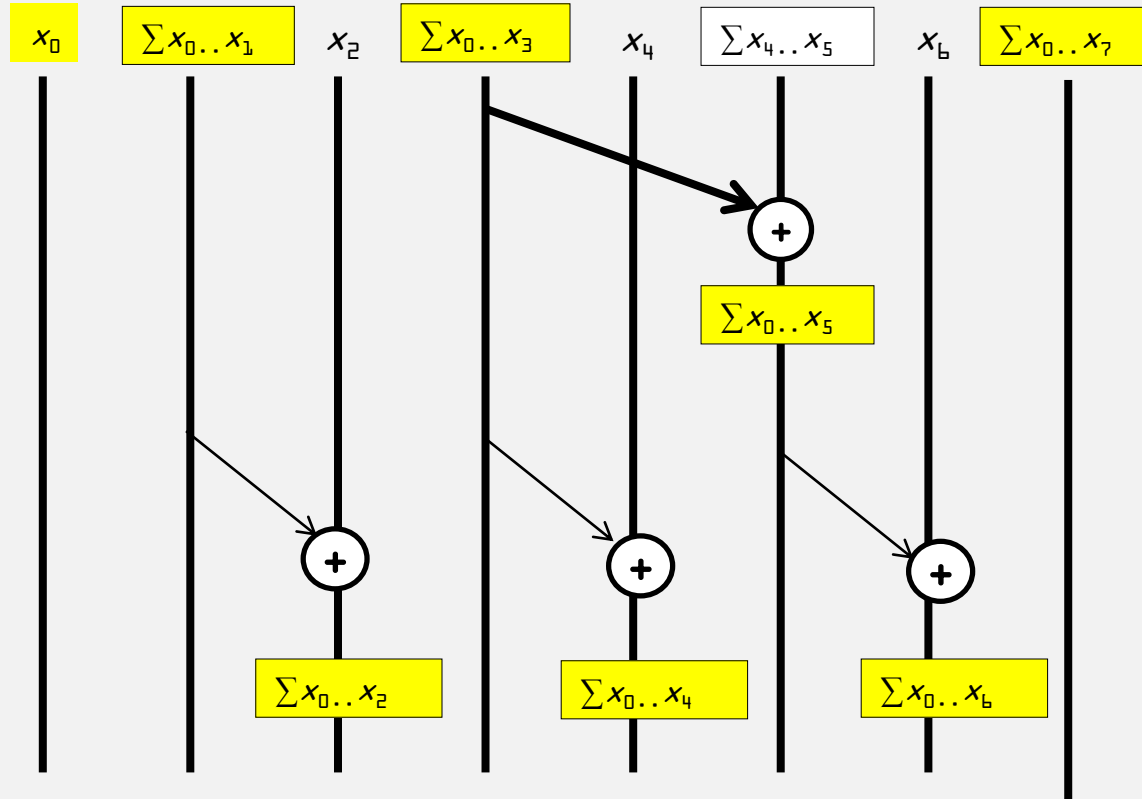 x₀ ∑x₀..x₁ x₂ ∑x₀..x₃ x₄ ∑x₄..x₅ x₆ ∑x₀..x₇
+
∑x₀..x₅
+ + +
∑x₀..x₂ ∑x₀..x₄ ∑x₀..x₆